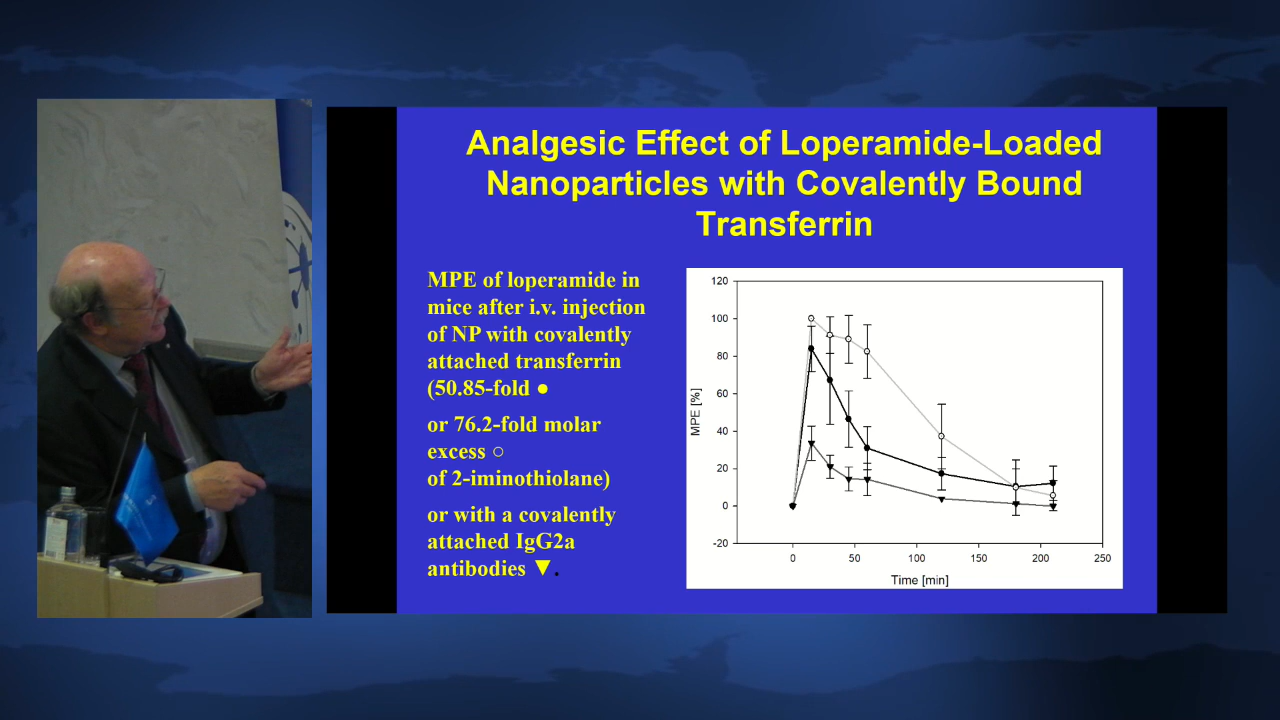 Analgesic Effect of Loperamide-Loaded
Nanoparticles with Covalently Bound
Transferrin
MPE of loperamide in
mice after i.v. injection
of NP with covalently
attached transferrin
(50.85-fold ●
or 76.2-fold molar
excess ○
of 2-iminothiolane)
or with a covalently
attached IgG2a
antibodies ▼.
120
100
80
60
40
20
0
-20
MPE [%]
0 50 100 150 200 250
Time [min]